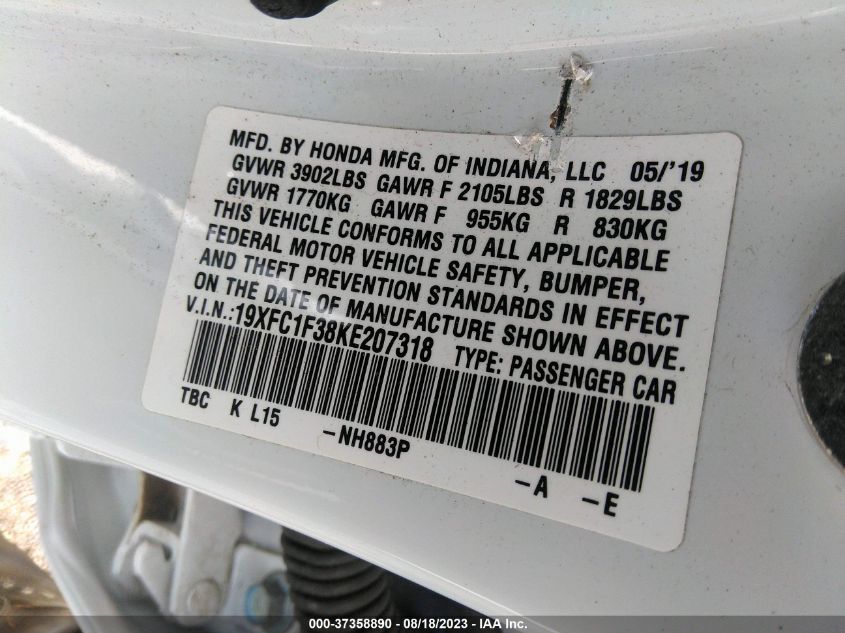 MFD. BY HONDA MFG. OF INDIANA, LLC 05/'19
GVWR 3902LBS GAWR F 2105LBS R 1829LBS
GVWR 1770KG GAWR F 955KG R 830KG
THIS VEHICLE CONFORMS TO ALL APPLICABLE
FEDERAL MOTOR VEHICLE SAFETY, BUMPER,
AND THEFT PREVENTION STANDARDS IN EFFECT
ON THE DATE OF MANUFACTURE SHOWN ABOVE.
V.I.N.:19XFC1F38KE207318 TYPE: PASSENGER CAR
TBC K L15 -NH883P -A -E
000-37358890 - 08/18/2023 - IAA Inc.